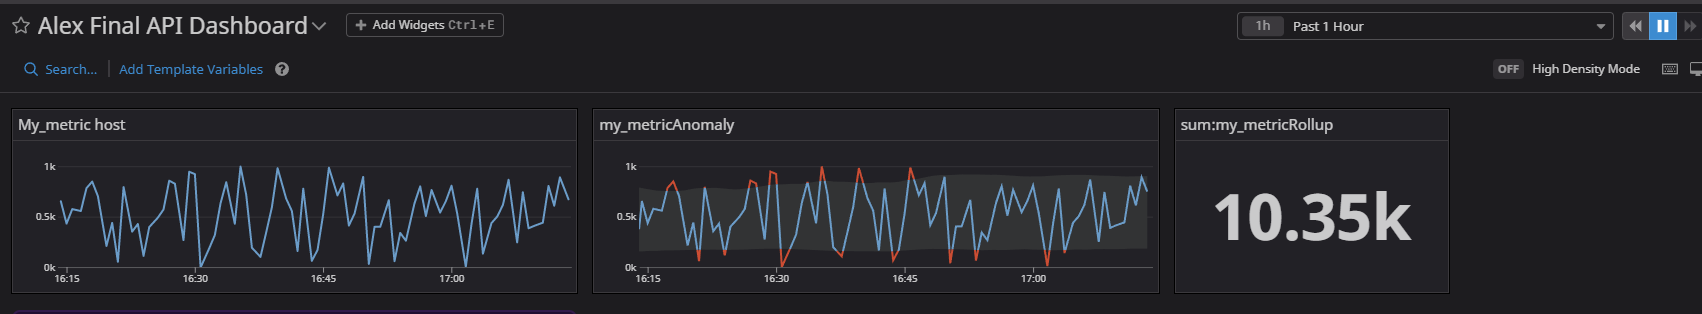 Alex Final API Dashboard
Add Widgets Ctrl+E
1h Past 1 Hour
Search...
Add Template Variables
?
OFF High Density Mode
My_metric host
1k
0.5k
0k
16:15 16:30 16:45 17:00
my_metricAnomaly
1k
0.5k
0k
16:15 16:30 16:45 17:00
sum:my_metricRollup
10.35k